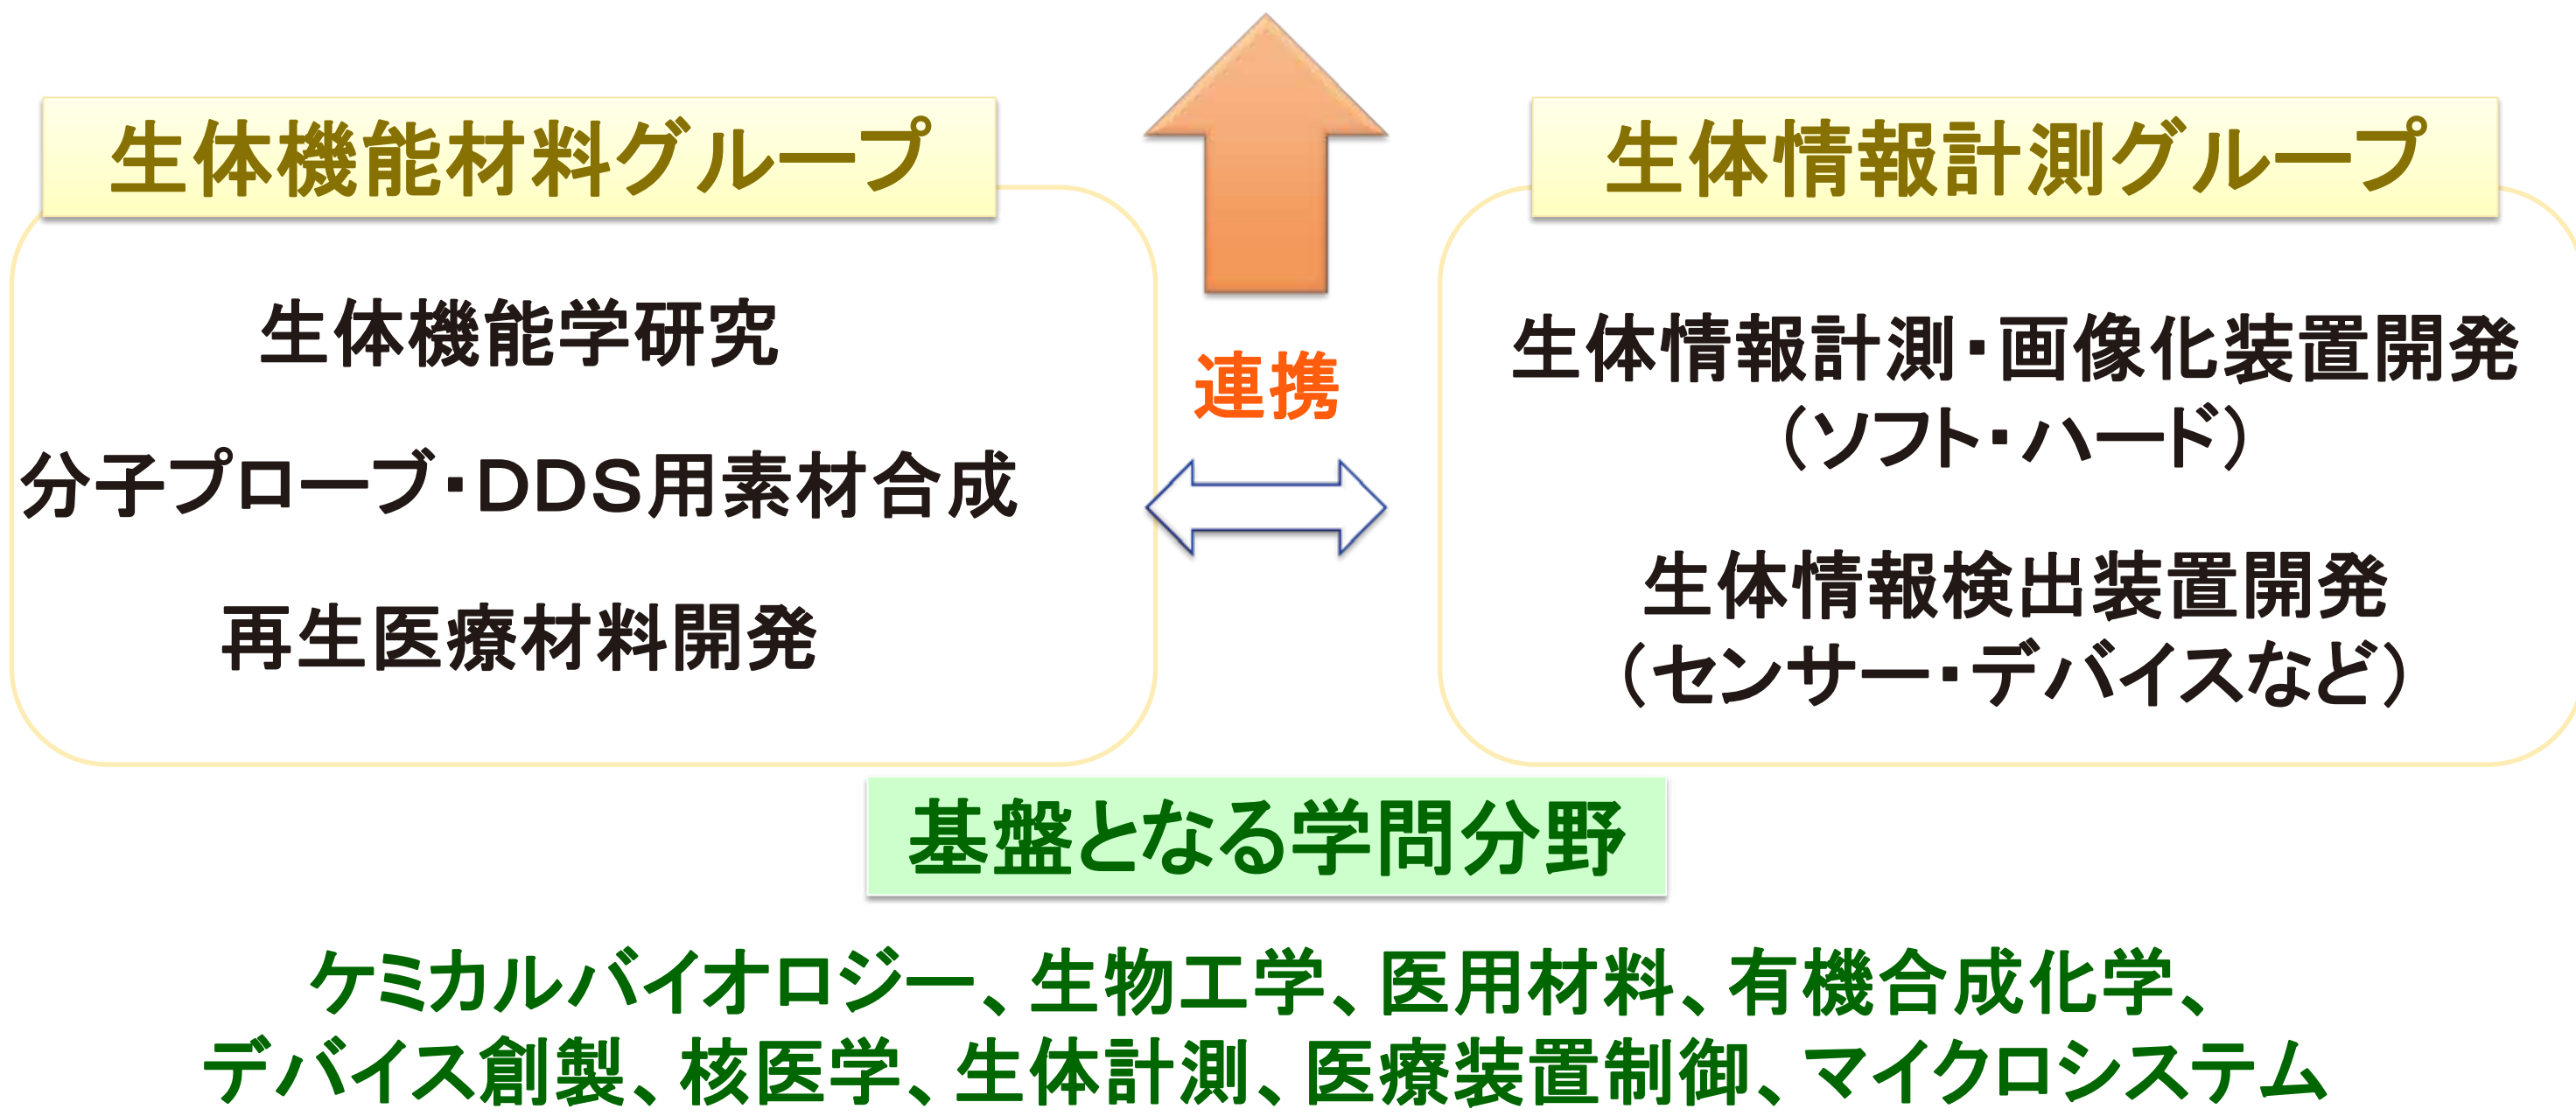 生体機能材料グループ
生体機能学研究
分子プローブ・DDS用素材合成
再生医療材料開発
連携
生体情報計測グループ
生体情報計測・画像化装置開発
(ソフト・ハード)
生体情報検出装置開発
(センサー・デバイスなど)
基盤となる学問分野
ケミカルバイオロジー、生物工学、医用材料、有機合成化学、
デバイス創製、核医学、生体計測、医療装置制御、マイクロシステム